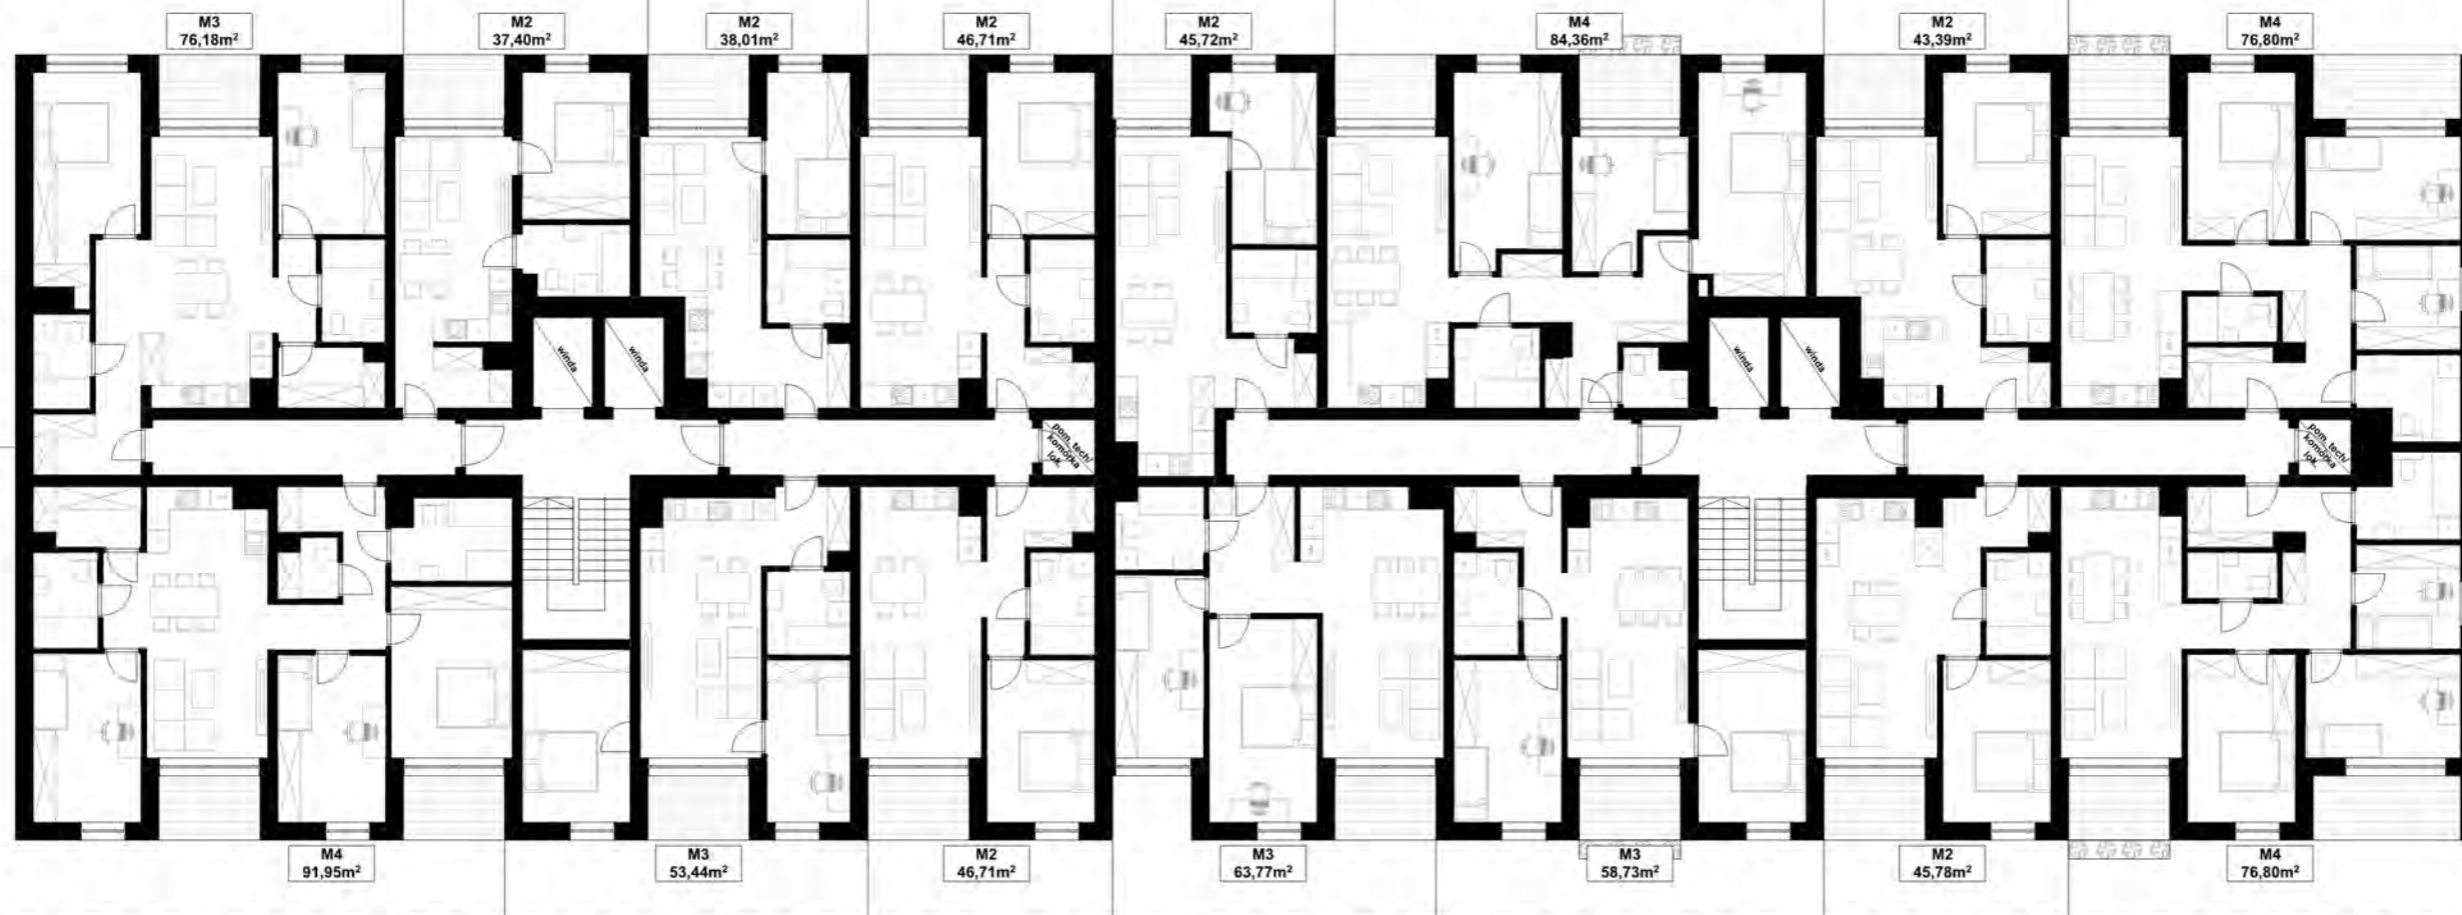 M3
76,18m²
M2
37,40m²
M2
38,01m²
M2
46,71m²
M2
45,72m²
M4
84,36m²
M2
43,39m²
M4
76,80m²
winda
winda
winda
winda
pom. tech/
komórka
lok.
pom. tech/
komórka
lok.
M4
91,95m²
M3
53,44m²
M2
46,71m²
M3
63,77m²
M3
58,73m²
M2
45,78m²
M4
76,80m²